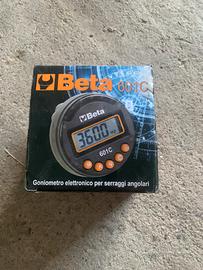 Beta 601C
360.0
601C
Goniometro elettronico per serraggi angolari